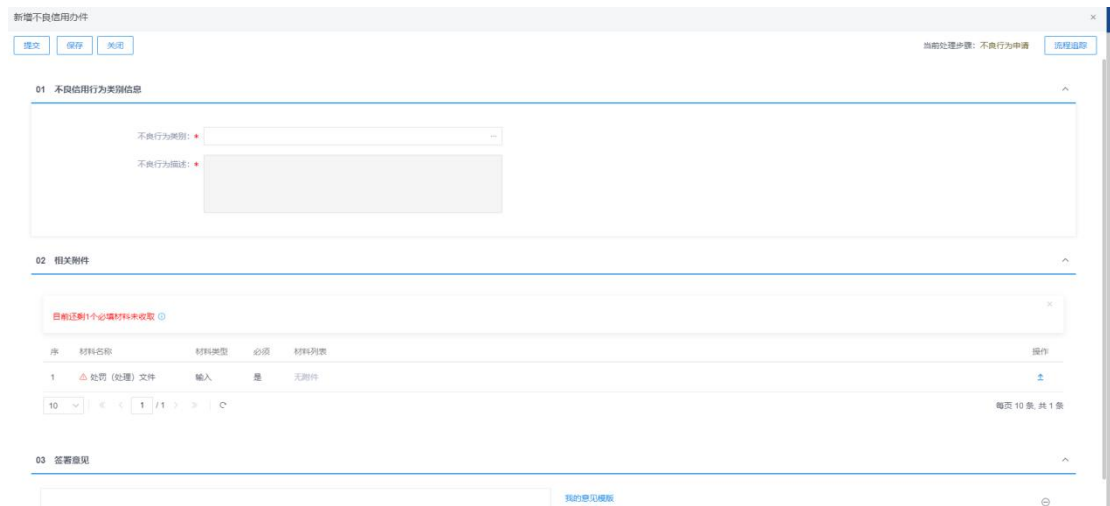 新增不良信用办件
提交 保存 关闭 当前处理步骤：不良行为申请 流程追踪
01 不良信用行为类别信息
不良行为类别：*
不良行为描述：*
02 相关附件
目前还剩1个必填材料未收取
序 材料名称 材料类型 必须 材料列表 操作
1 处罚（处理）文件 输入 是 无附件
10 1 / 1 每页 10 条, 共 1 条
03 签署意见
我的意见模版